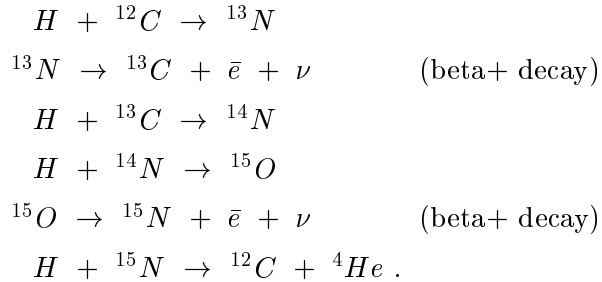 H + ¹²C → ¹³N
¹³N → ¹³C + ē + ν (beta+ decay)
H + ¹³C → ¹⁴N
H + ¹⁴N → ¹⁵O
¹⁵O → ¹⁵N + ē + ν (beta+ decay)
H + ¹⁵N → ¹²C + ⁴He .